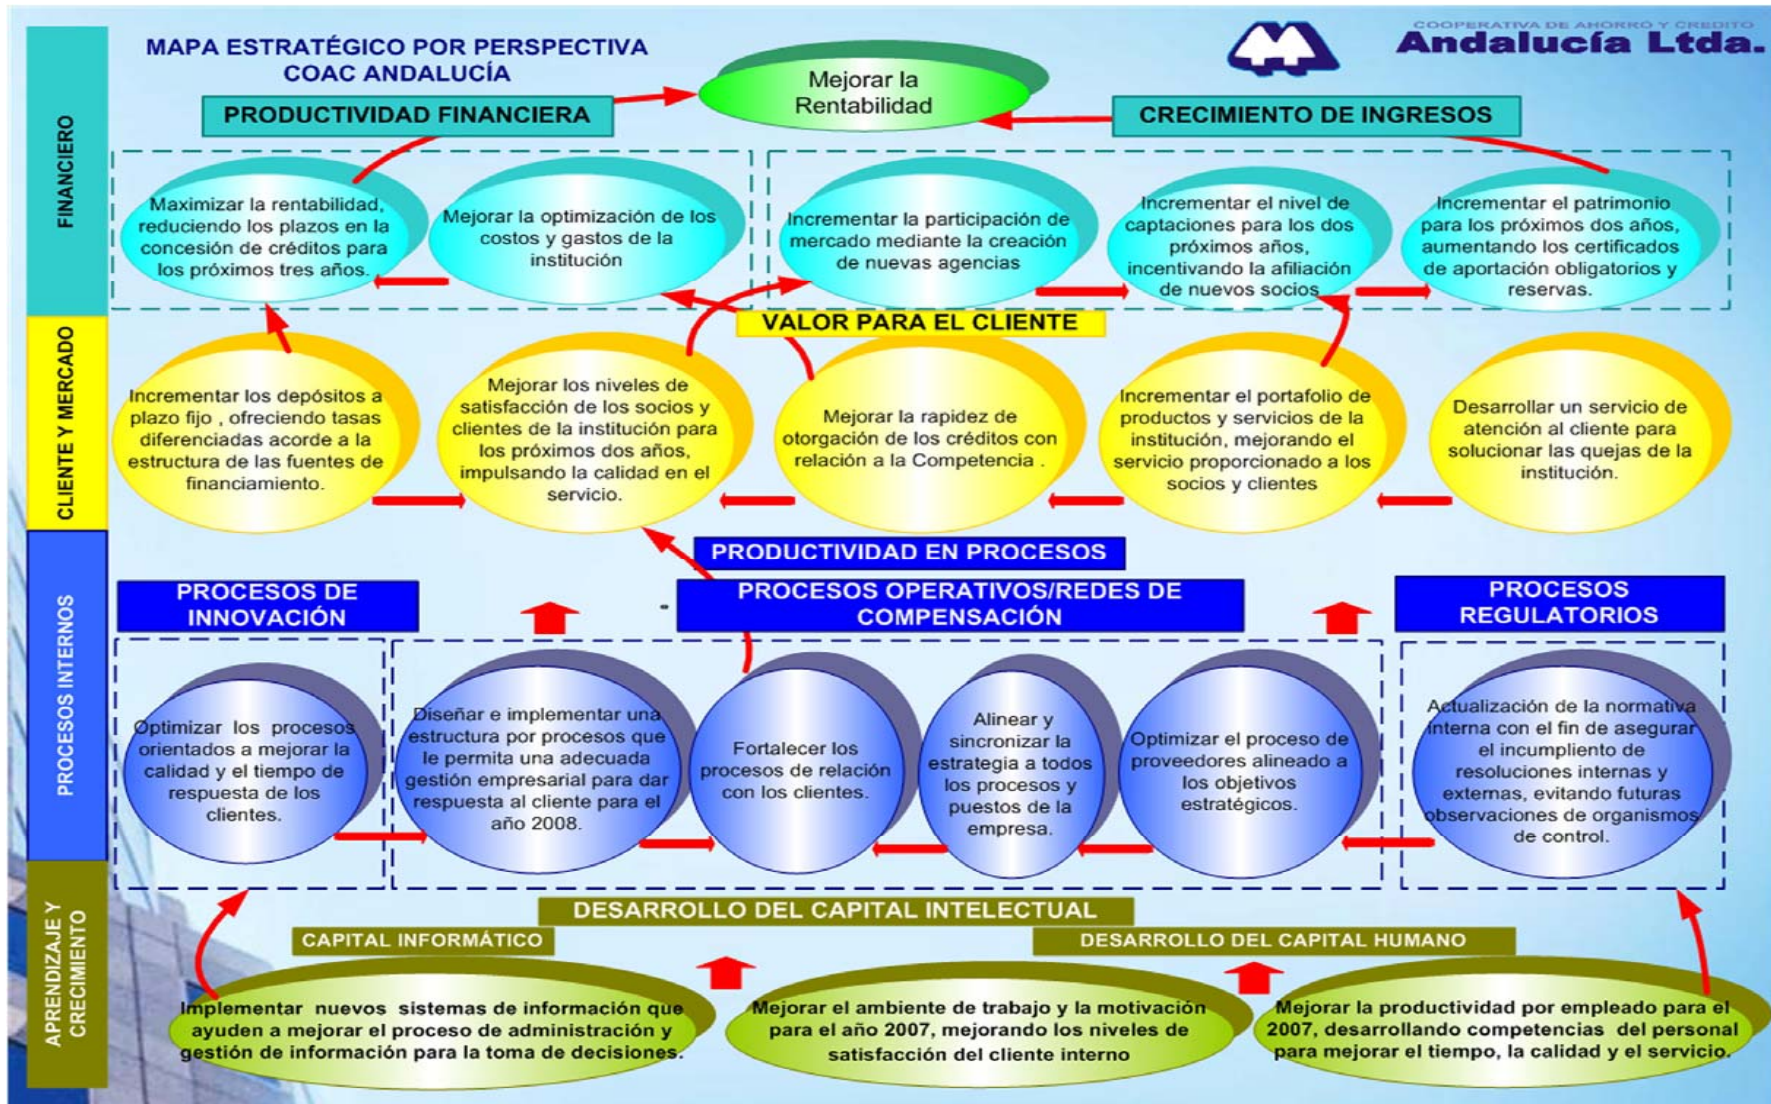 COOPERATIVA DE AHORRO Y CREDITO
Andalucía Ltda.
MAPA ESTRATÉGICO POR PERSPECTIVA
COAC ANDALUCÍA
Mejorar la
Rentabilidad
FINANCIERO
PRODUCTIVIDAD FINANCIERA
CRECIMIENTO DE INGRESOS
Maximizar la rentabilidad,
reduciendo los plazos en la
concesión de créditos para
los próximos tres años.
Mejorar la optimización de los
costos y gastos de la
institución
Incrementar la participación de
mercado mediante la creación
de nuevas agencias
Incrementar el nivel de
captaciones para los dos
próximos años,
incentivando la afiliación
de nuevos socios
Incrementar el patrimonio
para los próximos dos años,
aumentando los certificados
de aportación obligatorios y
reservas.
CLIENTE Y MERCADO
VALOR PARA EL CLIENTE
Incrementar los depósitos a
plazo fijo , ofreciendo tasas
diferenciadas acorde a la
estructura de las fuentes de
financiamiento.
Mejorar los niveles de
satisfacción de los socios y
clientes de la institución para
los próximos dos años,
impulsando la calidad en el
servicio.
Mejorar la rapidez de
otorgación de los créditos con
relación a la Competencia .
Incrementar el portafolio de
productos y servicios de la
institución, mejorando el
servicio proporcionado a los
socios y clientes
Desarrollar un servicio de
atención al cliente para
solucionar las quejas de la
institución.
PROCESOS INTERNOS
PRODUCTIVIDAD EN PROCESOS
PROCESOS DE
INNOVACIÓN
-
PROCESOS OPERATIVOS/REDES DE
COMPENSACIÓN
PROCESOS
REGULATORIOS
Optimizar los procesos
orientados a mejorar la
calidad y el tiempo de
respuesta de los
clientes.
Diseñar e implementar una
estructura por procesos que
le permita una adecuada
gestión empresarial para dar
respuesta al cliente para el
año 2008.
Fortalecer los
procesos de relación
con los clientes.
Alinear y
sincronizar la
estrategia a todos
los procesos y
puestos de la
empresa.
Optimizar el proceso de
proveedores alineado a
los objetivos
estratégicos.
Actualización de la normativa
interna con el fin de asegurar
el incumpliento de
resoluciones internas y
externas, evitando futuras
observaciones de organismos
de control.
APRENDIZAJE Y
CRECIMIENTO
DESARROLLO DEL CAPITAL INTELECTUAL
CAPITAL INFORMÁTICO
DESARROLLO DEL CAPITAL HUMANO
Implementar nuevos sistemas de información que
ayuden a mejorar el proceso de administración y
gestión de información para la toma de decisiones.
Mejorar el ambiente de trabajo y la motivación
para el año 2007, mejorando los niveles de
satisfacción del cliente interno
Mejorar la productividad por empleado para el
2007, desarrollando competencias del personal
para mejorar el tiempo, la calidad y el servicio.